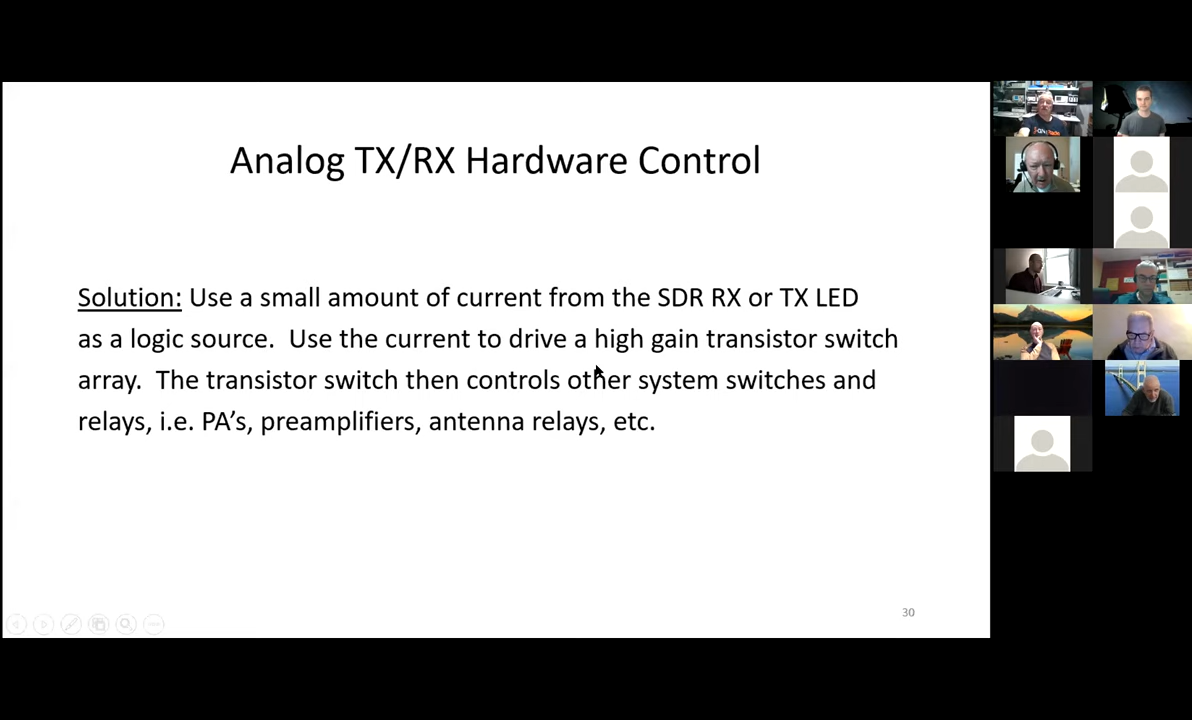 Analog TX/RX Hardware Control
Solution: Use a small amount of current from the SDR RX or TX LED
as a logic source.  Use the current to drive a high gain transistor switch
array.  The transistor switch then controls other system switches and
relays, i.e. PA’s, preamplifiers, antenna relays, etc.
30